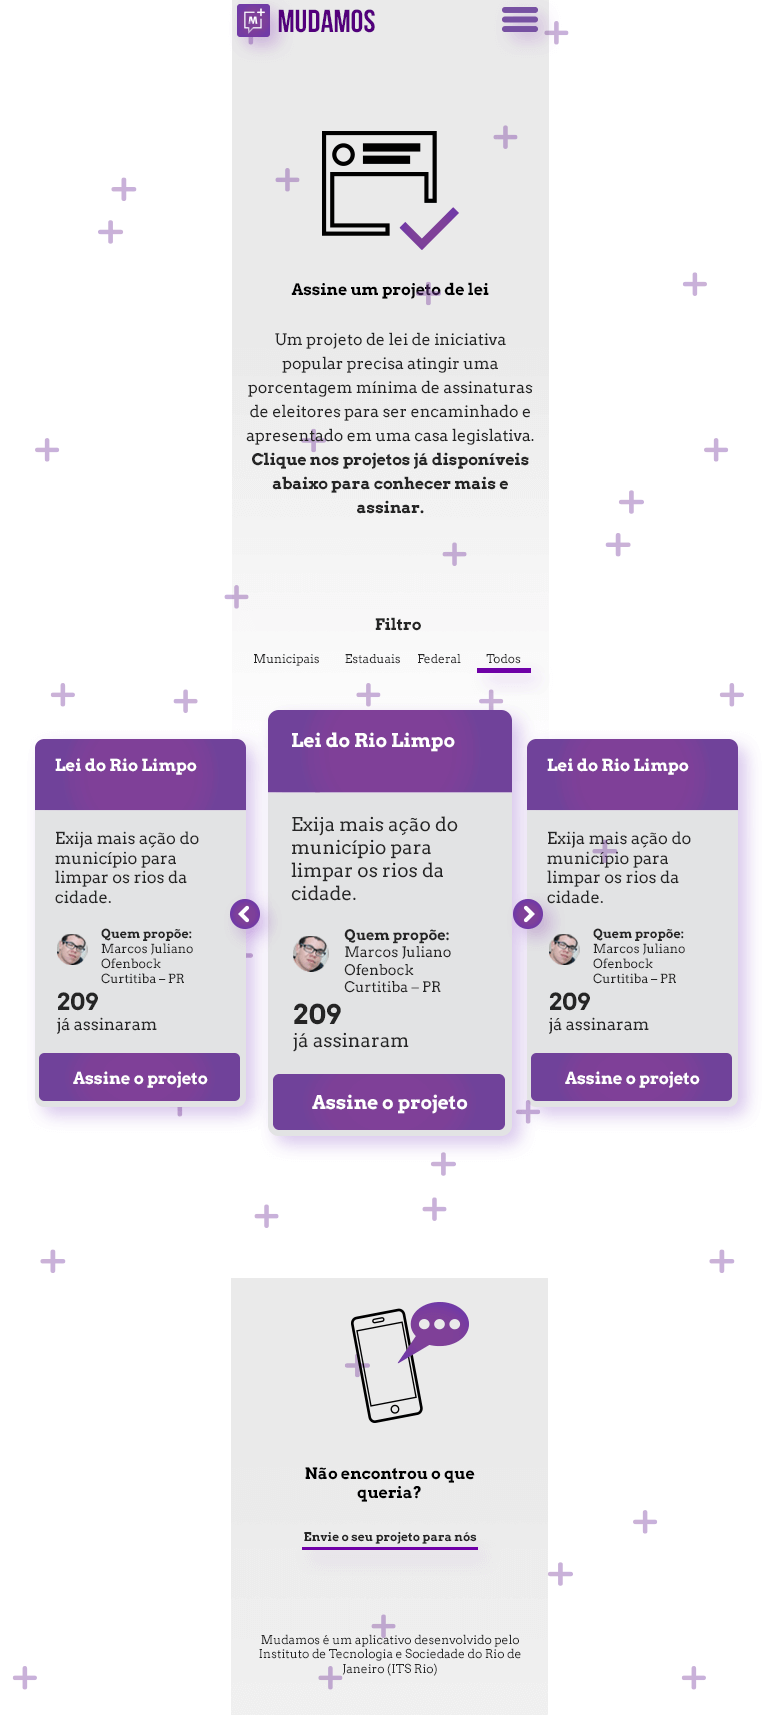 MUDAMOS
Assine um projeto de lei
Um projeto de lei de iniciativa
popular precisa atingir uma
porcentagem mínima de assinaturas
de eleitores para ser encaminhado e
apresentado em uma casa legislativa.
Clique nos projetos já disponíveis
abaixo para conhecer mais e
assinar.
Filtro
Municipais Estaduais Federal Todos
Lei do Rio Limpo
Exija mais ação do
município para
limpar os rios da
cidade.
Quem propõe:
Marcos Juliano
Ofenbock
Curtitiba – PR
209
já assinaram
Assine o projeto
Lei do Rio Limpo
Exija mais ação do
município para
limpar os rios da
cidade.
Quem propõe:
Marcos Juliano
Ofenbock
Curtitiba – PR
209
já assinaram
Assine o projeto
Lei do Rio Limpo
Exija mais ação do
município para
limpar os rios da
cidade.
Quem propõe:
Marcos Juliano
Ofenbock
Curtitiba – PR
209
já assinaram
Assine o projeto
Não encontrou o que
queria?
Envie o seu projeto para nós
Mudamos é um aplicativo desenvolvido pelo
Instituto de Tecnologia e Sociedade do Rio de
Janeiro (ITS Rio)